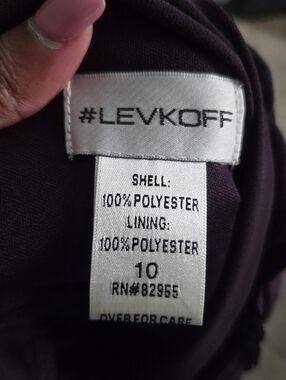 #LEVKOFF
SHELL:
100% POLYESTER
LINING:
100% POLYESTER
10
RN#82955
OVER FOR CARE